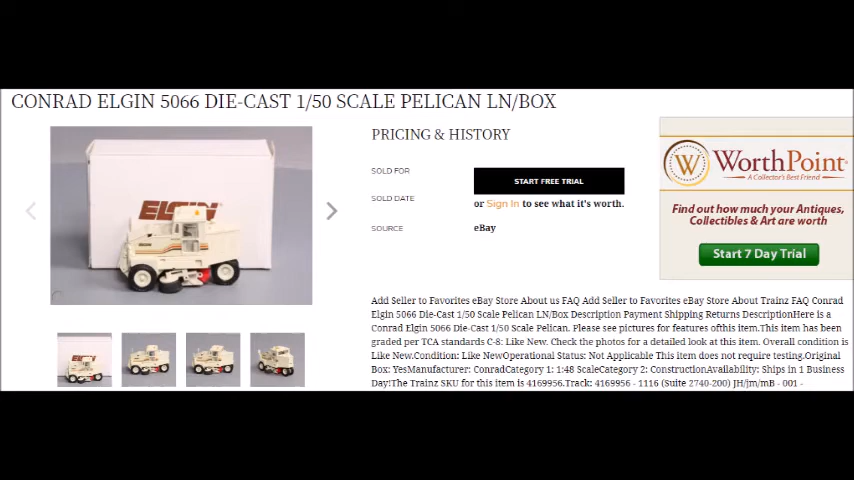 CONRAD ELGIN 5066 DIE-CAST 1/50 SCALE PELICAN LN/BOX
PRICING & HISTORY
SOLD FOR
START FREE TRIAL
SOLD DATE
or Sign In to see what it's worth.
SOURCE
eBay
ELGIN
W WorthPoint
A Collector's Best Friend
Find out how much your Antiques,
Collectibles & Art are worth
Start 7 Day Trial
Add Seller to Favorites eBay Store About us FAQ Add Seller to Favorites eBay Store About Trainz FAQ Conrad
Elgin 5066 Die-Cast 1/50 Scale Pelican LN/Box Description Payment Shipping Returns DescriptionHere is a
Conrad Elgin 5066 Die-Cast 1/50 Scale Pelican. Please see pictures for features ofthis item.This item has been
graded per TCA standards C-8: Like New. Check the photos for a detailed look at this item. Overall condition is
Like New.Condition: Like NewOperational Status: Not Applicable This item does not require testing.Original
Box: YesManufacturer: ConradCategory 1: 1:48 ScaleCategory 2: ConstructionAvailability: Ships in 1 Business
Day!The Trainz SKU for this item is 4169956.Track: 4169956 - 1116 (Suite 2740-200) JH/jm/mB - 001 -